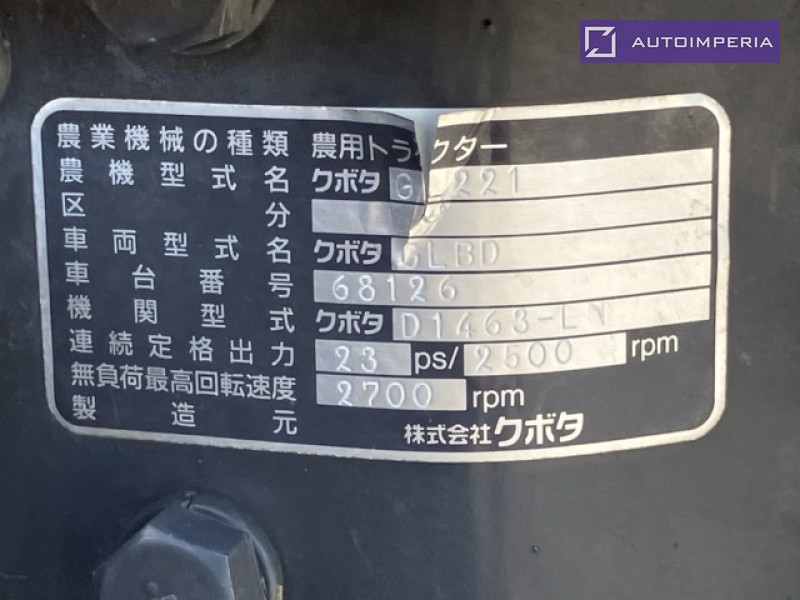 AUTOIMPERIA
農業機械の種類 農用トラクター
農機型式名 クボタ G 221
区分
車両型式名 クボタ GLBD
車台番号 68126
機関型式 クボタ D1463-LN
連続定格出力 23 ps/ 2500 rpm
無負荷最高回転速度 2700 rpm
製造元 株式会社クボタ